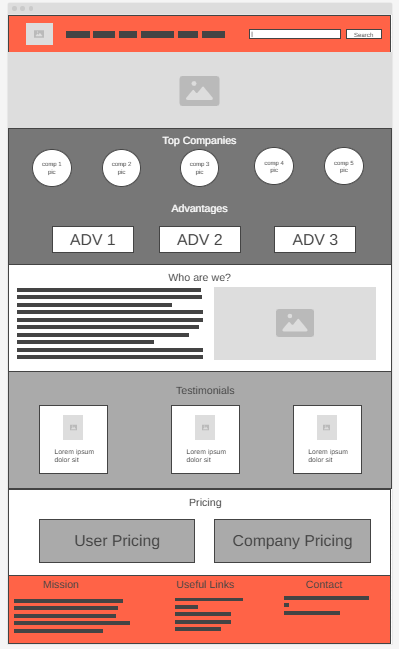 Search
Top Companies
comp 1
pic
comp 2
pic
comp 3
pic
comp 4
pic
comp 5
pic
Advantages
ADV 1
ADV 2
ADV 3
Who are we?
Testimonials
Lorem ipsum
dolor sit
Lorem ipsum
dolor sit
Lorem ipsum
dolor sit
Pricing
User Pricing
Company Pricing
Mission
Useful Links
Contact